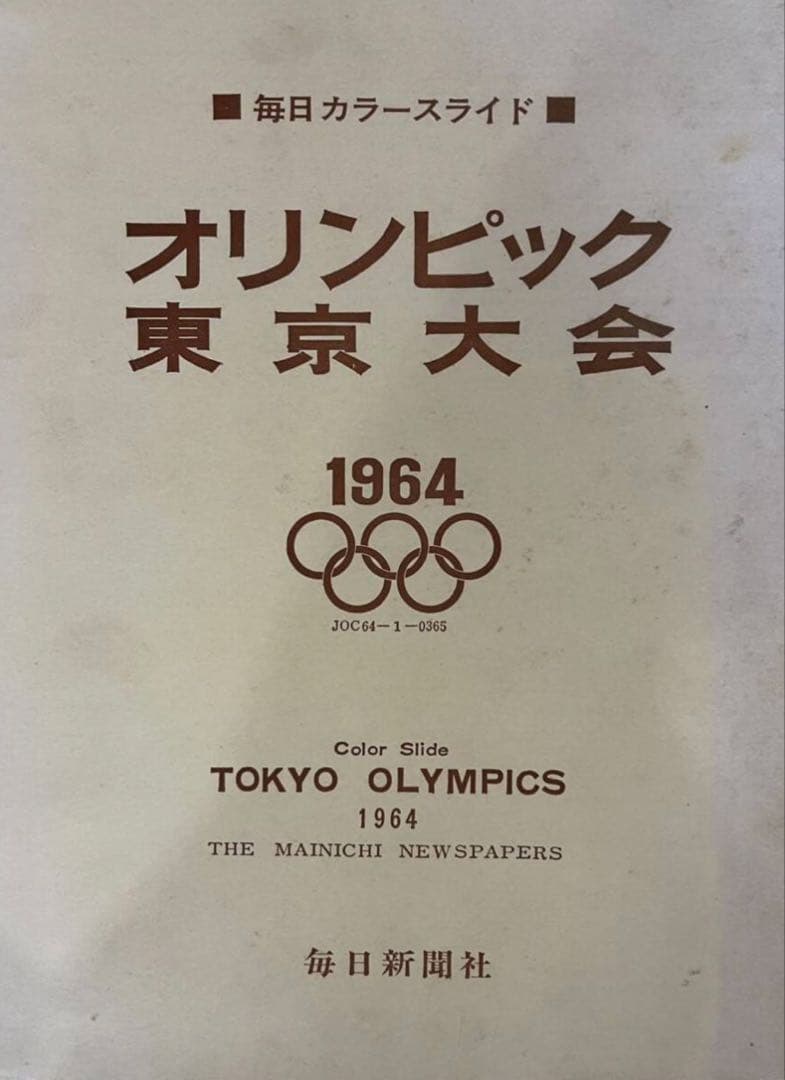 ■ 毎日カラースライド ■
オリンピック
東京大会
1964
JOC64－1－0365
Color Slide
TOKYO OLYMPICS
1964
THE MAINICHI NEWSPAPERS
毎日新聞社